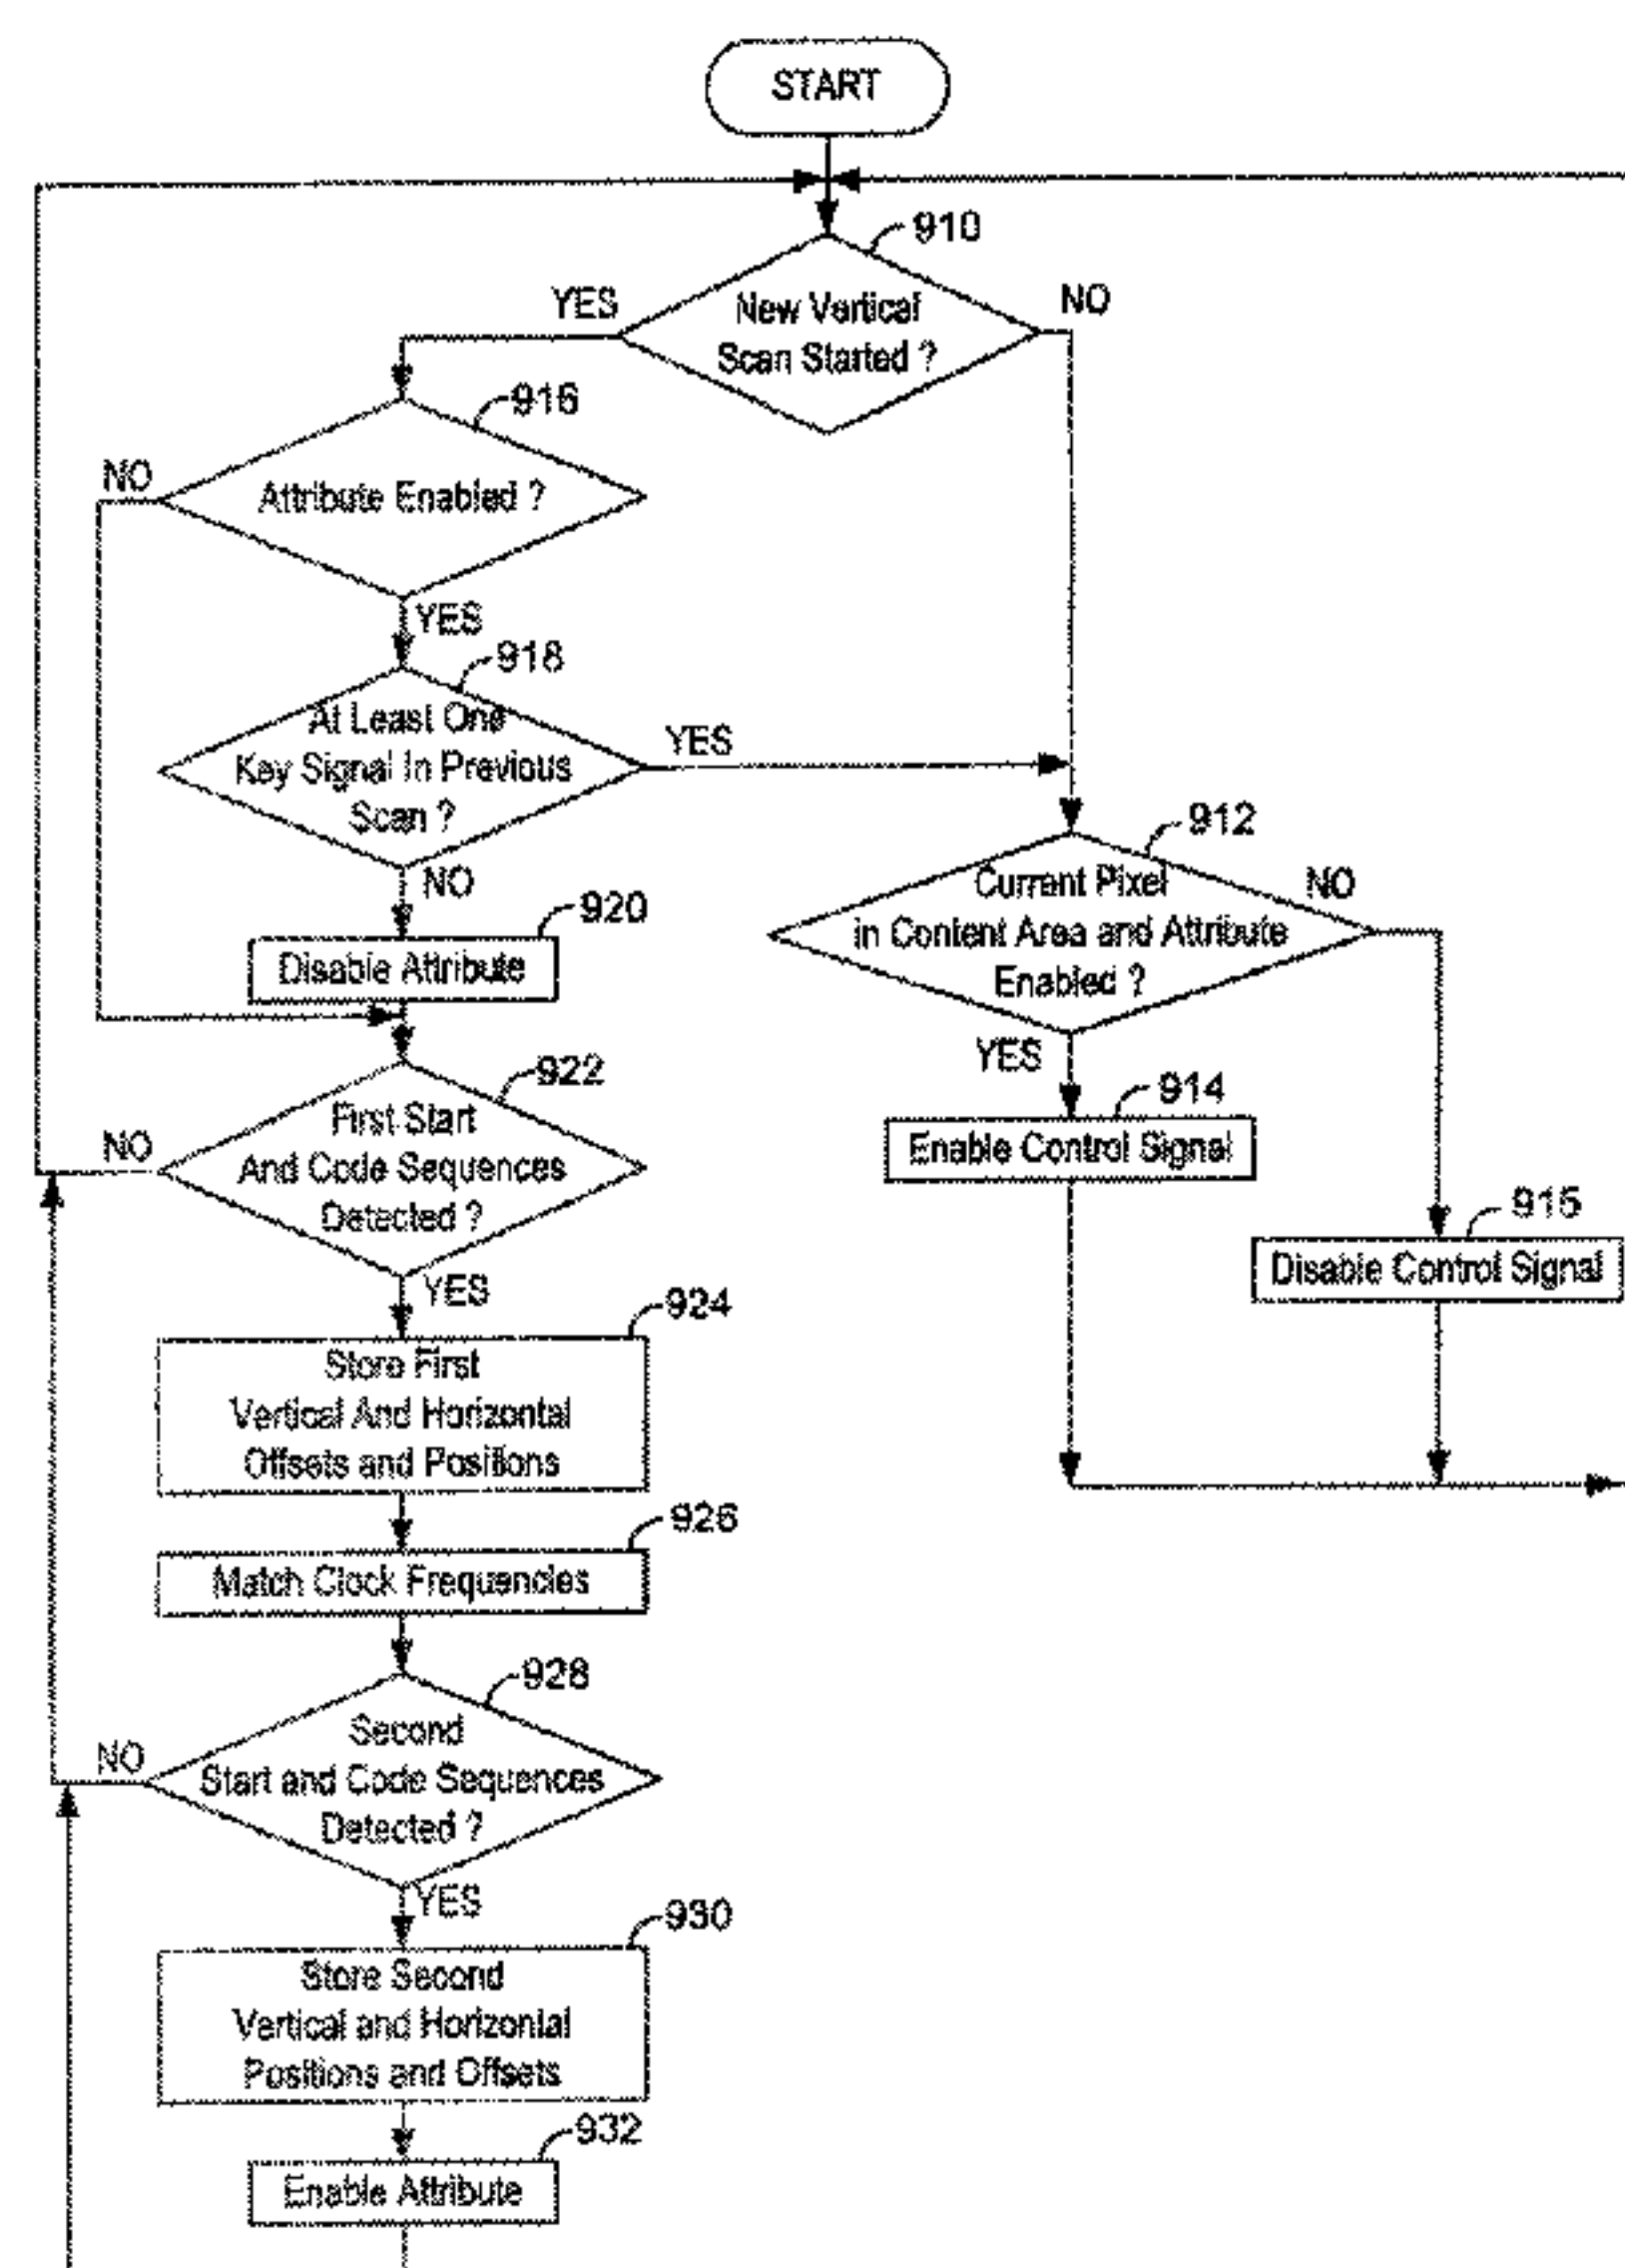 START
910
YES
New Vertical
Scan Started ?
NO
916
NO
Attribute Enabled ?
YES
918
At Least One
Key Signal In Previous
Scan ?
YES
NO
920
Disable Attribute
912
Current Pixel
in Content Area and Attribute
Enabled ?
NO
YES
914
Enable Control Signal
915
Disable Control Signal
922
First Start
And Code Sequences
Detected ?
NO
YES
924
Store First
Vertical And Horizontal
Offsets and Positions
926
Match Clock Frequencies
928
Second
Start and Code Sequences
Detected ?
NO
YES
930
Store Second
Vertical and Horizontal
Positions and Offsets
932
Enable Attribute